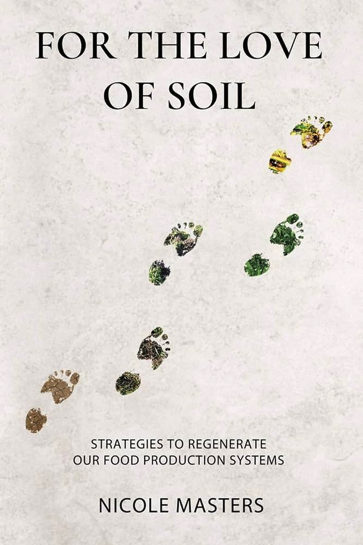 FOR THE LOVE
OF SOIL
STRATEGIES TO REGENERATE
OUR FOOD PRODUCTION SYSTEMS
NICOLE MASTERS